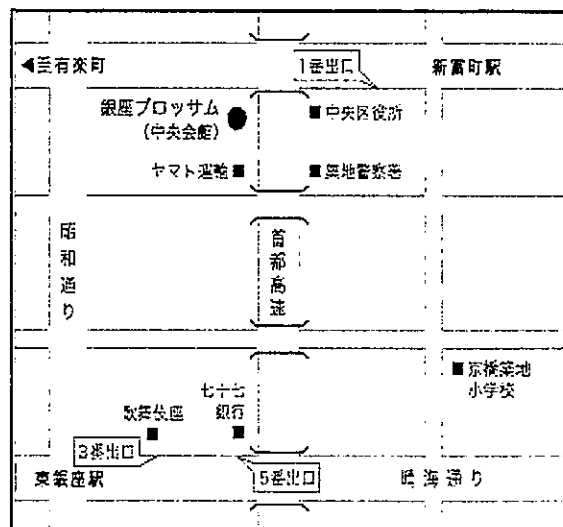 ◀至有楽町
1番出口
新富町駅
銀座ブロッサム
(中央会館)
■中央区役所
ヤマト運輸■
■築地警察署
昭和通り
首都高速
■京橋築地
小学校
七十七
銀行
歌舞伎座
3番出口
東銀座駅
5番出口
晴海通り